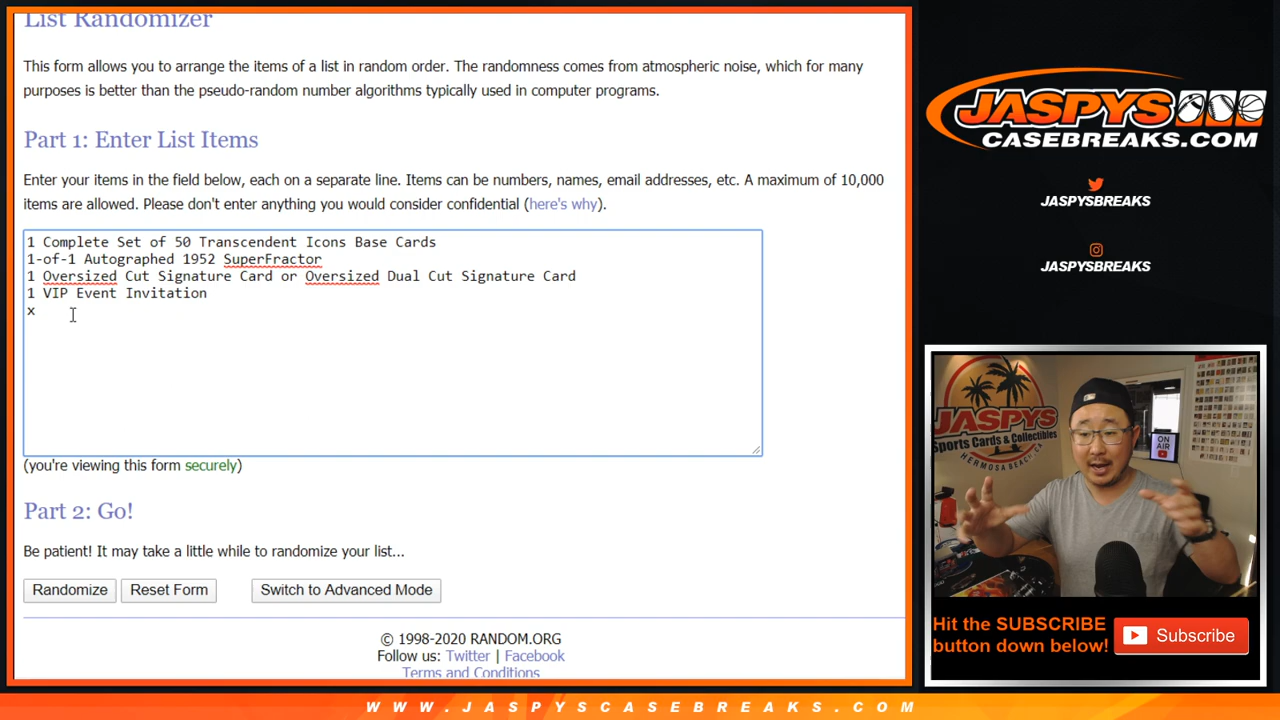 List Randomizer
This form allows you to arrange the items of a list in random order. The randomness comes from atmospheric noise, which for many
purposes is better than the pseudo-random number algorithms typically used in computer programs.
Part 1: Enter List Items
Enter your items in the field below, each on a separate line. Items can be numbers, names, email addresses, etc. A maximum of 10,000
items are allowed. Please don't enter anything you would consider confidential (here's why).
1 Complete Set of 50 Transcendent Icons Base Cards
1-of-1 Autographed 1952 SuperFractor
1 Oversized Cut Signature Card or Oversized Dual Cut Signature Card
1 VIP Event Invitation
x
(you're viewing this form securely)
Part 2: Go!
Be patient! It may take a little while to randomize your list...
Randomize
Reset Form
Switch to Advanced Mode
© 1998-2020 RANDOM.ORG
Follow us: Twitter | Facebook
Terms and Conditions
JASPYS
CASEBREAKS.COM
JASPYSBREAKS
JASPYSBREAKS
JASPYS
Sports Cards & Collectibles
HERMOSA BEACH, CA
ON
AIR
Hit the SUBSCRIBE
button down below!
Subscribe
WWW.JASPYSCASEBREAKS.COM